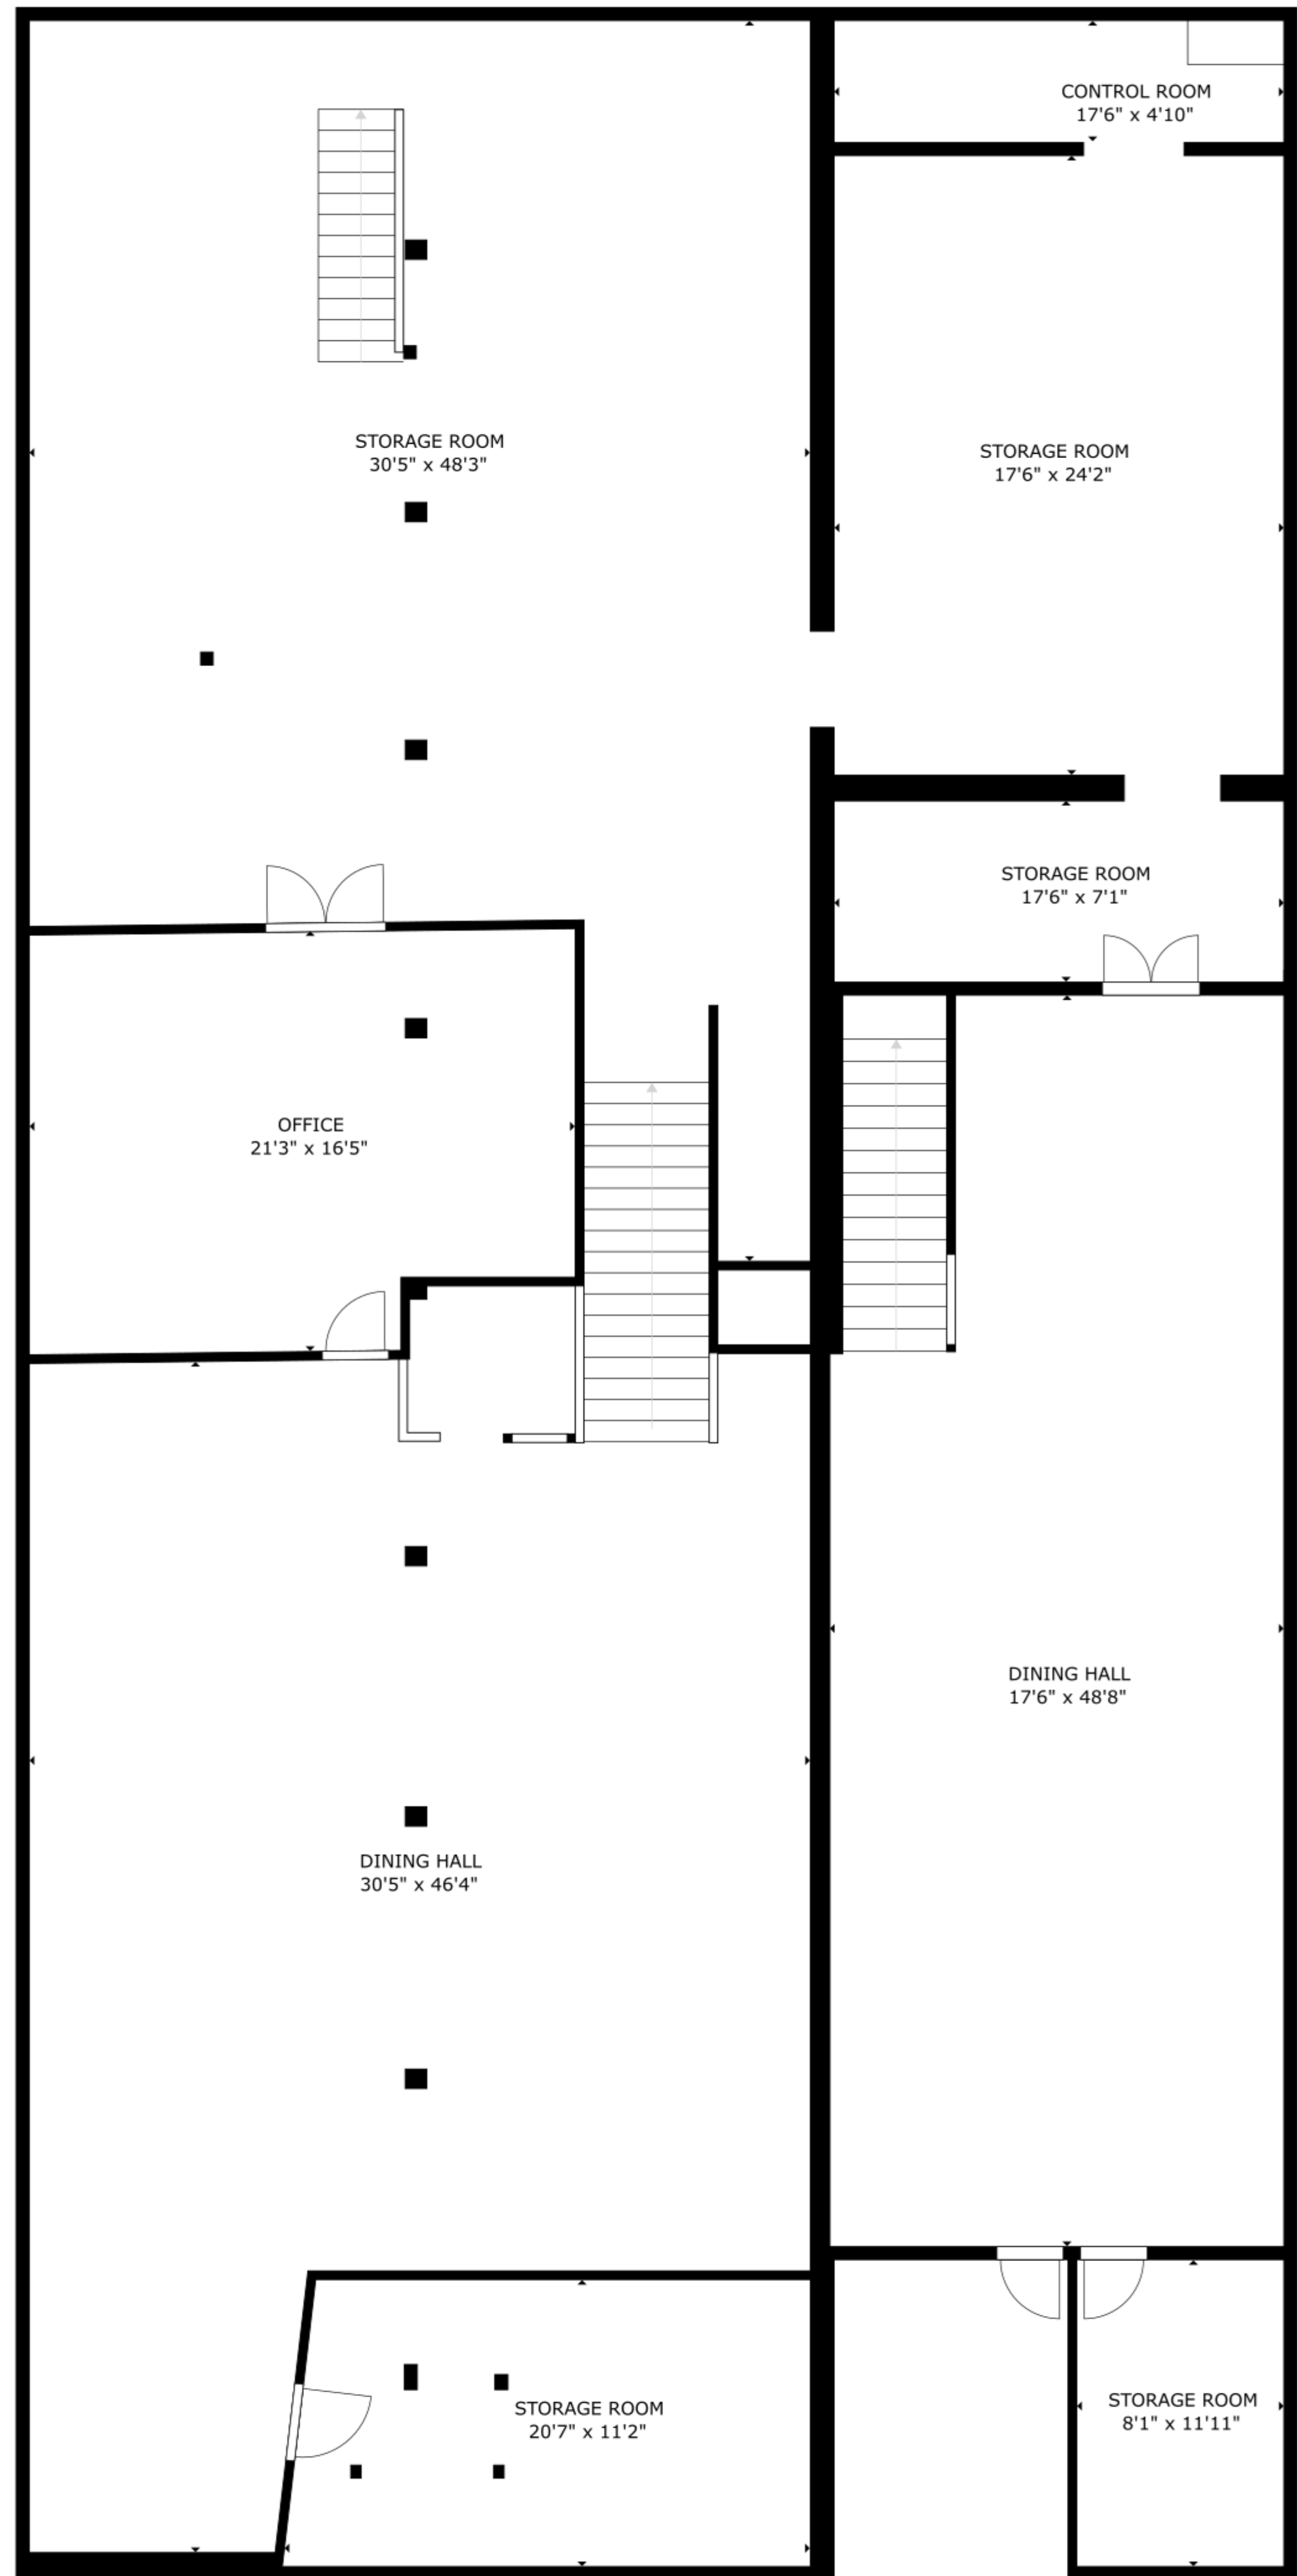 CONTROL ROOM
17'6" x 4'10"
STORAGE ROOM
30'5" x 48'3"
STORAGE ROOM
17'6" x 24'2"
STORAGE ROOM
17'6" x 7'1"
OFFICE
21'3" x 16'5"
DINING HALL
17'6" x 48'8"
DINING HALL
30'5" x 46'4"
STORAGE ROOM
20'7" x 11'2"
STORAGE ROOM
8'1" x 11'11"